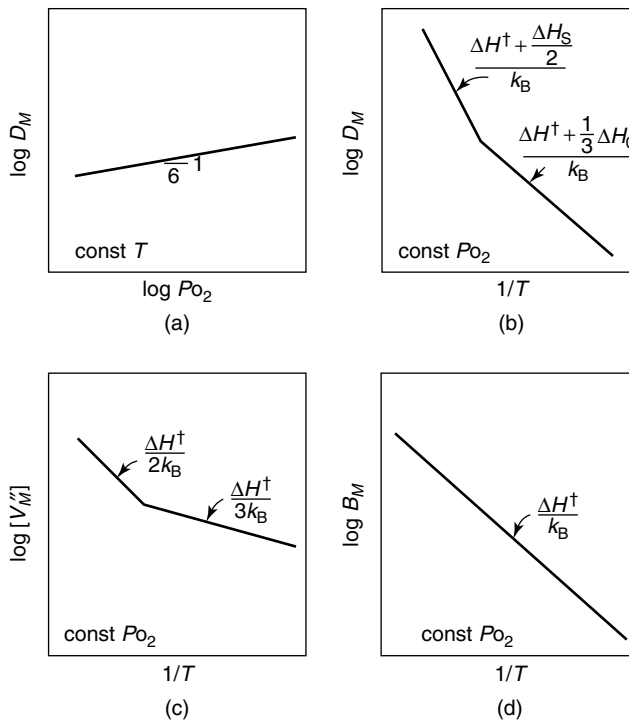 log D_M
6 1
const T
log Po₂
(a)
log D_M
ΔH† + ΔH_S
2
k_B
ΔH† + 1 ΔH
3
k_B
const Po₂
1/T
(b)
log [V″_M]
ΔH†
2k_B
ΔH†
3k_B
const Po₂
1/T
(c)
log B_M
ΔH†
k_B
const Po₂
1/T
(d)